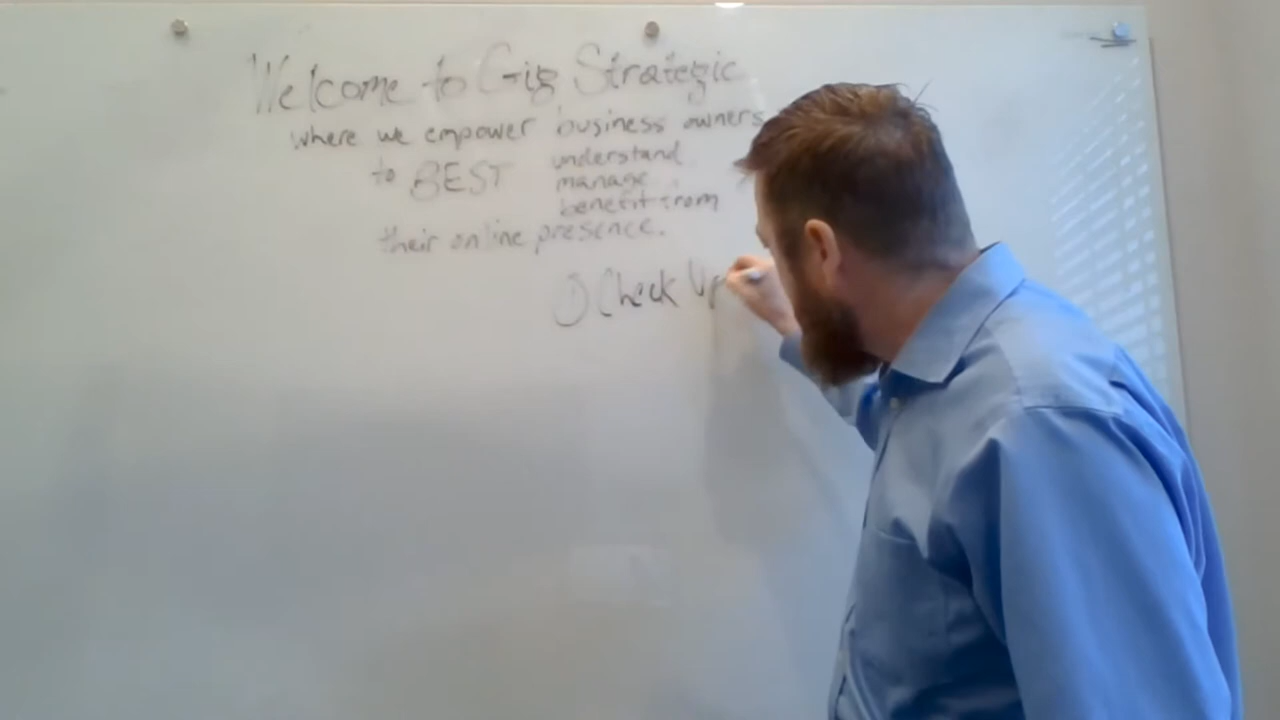 Welcome to Gig Strategic
where we empower business owners
to BEST understand
manage
benefit from
their online presence.
① Check Up